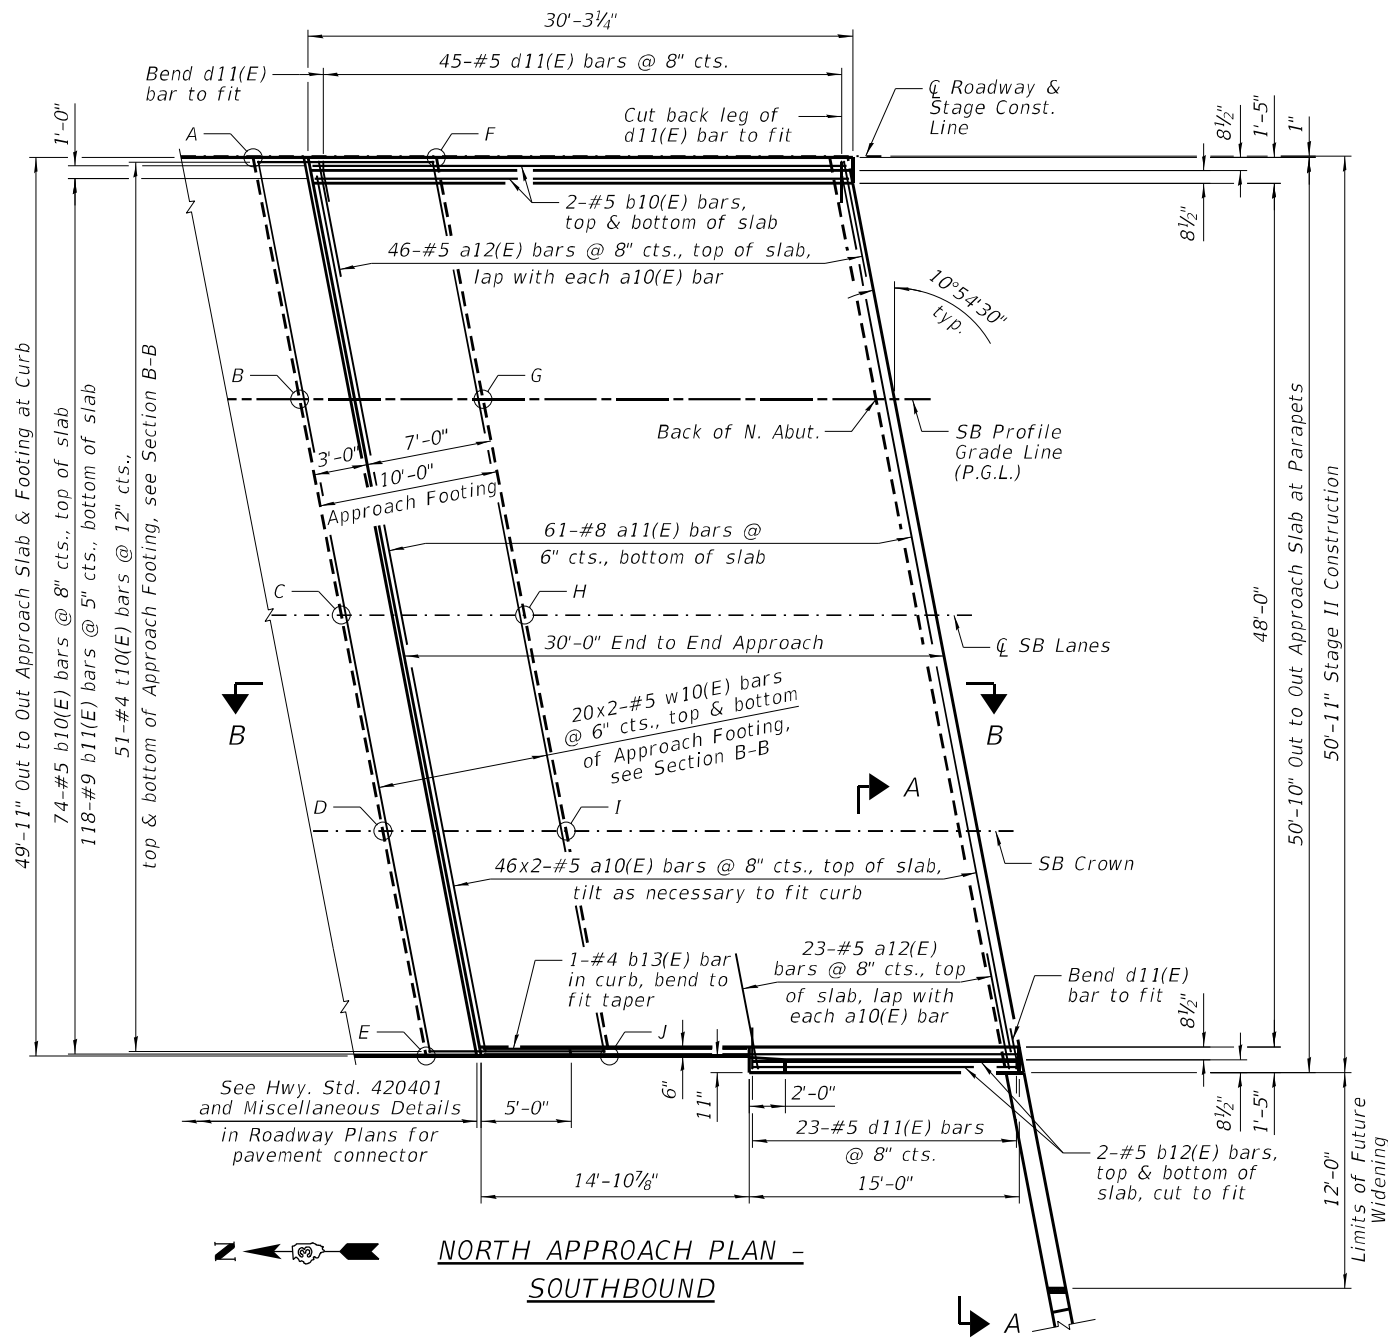 30'-3¼"
45-#5 d11(E) bars @ 8" cts.
Bend d11(E)
bar to fit
Cut back leg of
d11(E) bar to fit
℄ Roadway &
Stage Const.
Line
1'-0"
8½"
1'-5"
1"
8½"
A
F
2-#5 b10(E) bars,
top & bottom of slab
46-#5 a12(E) bars @ 8" cts., top of slab,
lap with each a10(E) bar
10°54'30"
typ.
B
G
Back of N. Abut.
SB Profile
Grade Line
(P.G.L.)
3'-0"
7'-0"
10'-0"
Approach Footing
61-#8 a11(E) bars @
6" cts., bottom of slab
C
H
30'-0" End to End Approach
℄ SB Lanes
B
B
20x2-#5 w10(E) bars
@ 6" cts., top & bottom
of Approach Footing,
see Section B-B
A
D
I
SB Crown
46x2-#5 a10(E) bars @ 8" cts., top of slab,
tilt as necessary to fit curb
49'-11" Out to Out Approach Slab & Footing at Curb
74-#5 b10(E) bars @ 8" cts., top of slab
118-#9 b11(E) bars @ 5" cts., bottom of slab
51-#4 t10(E) bars @ 12" cts.,
top & bottom of Approach Footing, see Section B-B
48'-0"
50'-10" Out to Out Approach Slab at Parapets
50'-11" Stage II Construction
1-#4 b13(E) bar
in curb, bend to
fit taper
23-#5 a12(E)
bars @ 8" cts., top
of slab, lap with
each a10(E) bar
Bend d11(E)
bar to fit
8½"
E
J
See Hwy. Std. 420401
and Miscellaneous Details
in Roadway Plans for
pavement connector
5'-0"
6"
11"
2'-0"
23-#5 d11(E) bars
@ 8" cts.
8½"
1'-5"
2-#5 b12(E) bars,
top & bottom of
slab, cut to fit
14'-10⅞"
15'-0"
12'-0"
Limits of Future
Widening
N
3
NORTH APPROACH PLAN -
SOUTHBOUND
A